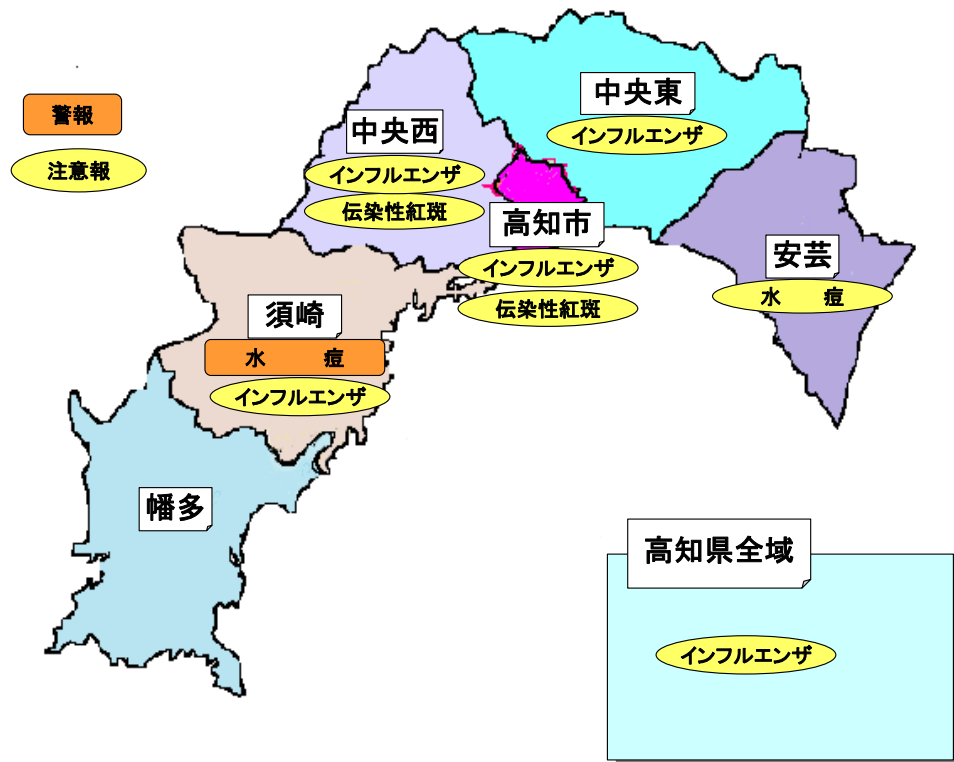 警報
注意報
中央東
インフルエンザ
中央西
インフルエンザ
伝染性紅斑
高知市
インフルエンザ
伝染性紅斑
安芸
水　　痘
須崎
水　　　痘
インフルエンザ
幡多
高知県全域
インフルエンザ